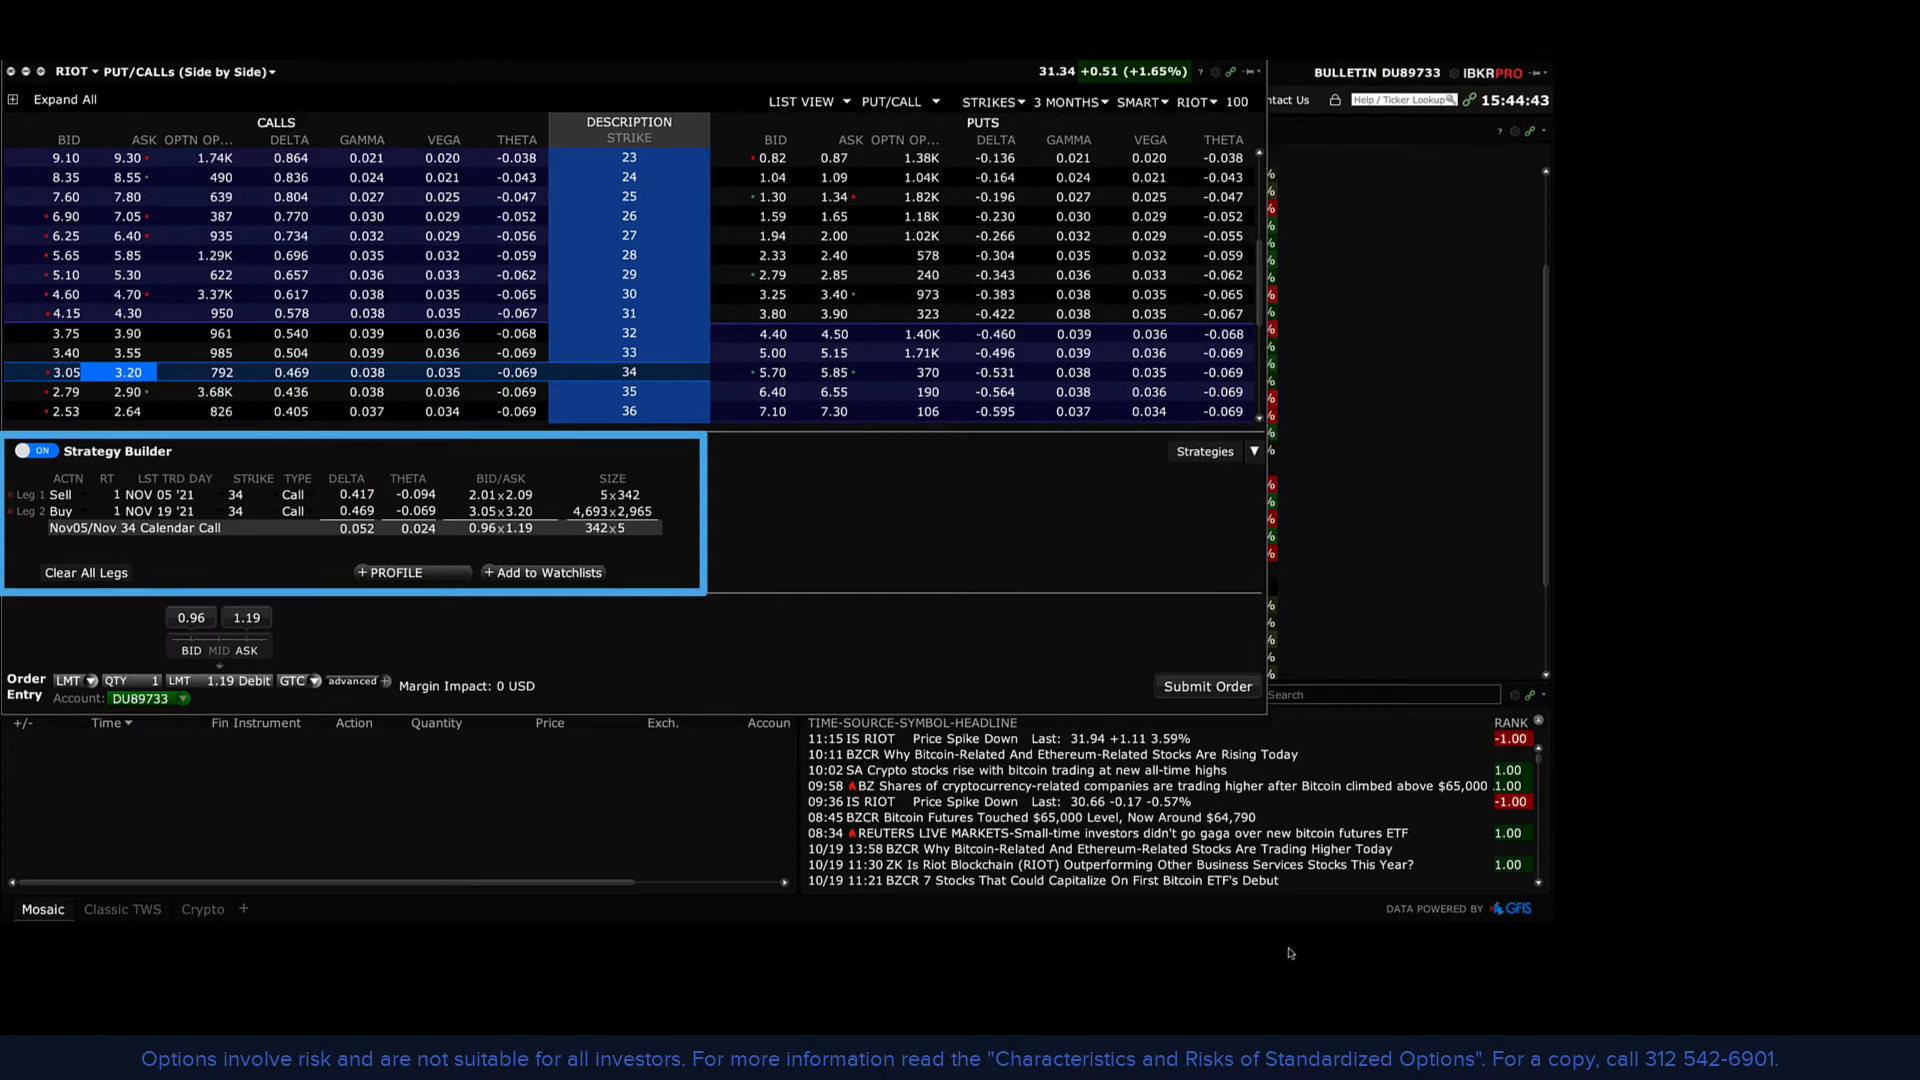 RIOT PUT/CALLs (Side by Side) 31.34 +0.51 (+1.65%) ?
BULLETIN DU89733 IBKRPRO
Expand All LIST VIEW PUT/CALL STRIKES 3 MONTHS SMART RIOT 100
ntact Us Help / Ticker Lookup 15:44:43
CALLS DESCRIPTION PUTS
BID ASK OPTN OP... DELTA GAMMA VEGA THETA STRIKE BID ASK OPTN OP... DELTA GAMMA VEGA THETA
9.10 9.30 1.74K 0.864 0.021 0.020 -0.038 23 0.82 0.87 1.38K -0.136 0.021 0.020 -0.038
8.35 8.55 490 0.836 0.024 0.021 -0.043 24 1.04 1.09 1.04K -0.164 0.024 0.021 -0.043
7.60 7.80 639 0.804 0.027 0.025 -0.047 25 1.30 1.34 1.82K -0.196 0.027 0.025 -0.047
6.90 7.05 387 0.770 0.030 0.029 -0.052 26 1.59 1.65 1.18K -0.230 0.030 0.029 -0.052
6.25 6.40 935 0.734 0.032 0.029 -0.056 27 1.94 2.00 1.02K -0.266 0.032 0.029 -0.055
5.65 5.85 1.29K 0.696 0.035 0.032 -0.059 28 2.33 2.40 578 -0.304 0.035 0.032 -0.059
5.10 5.30 622 0.657 0.036 0.033 -0.062 29 2.79 2.85 240 -0.343 0.036 0.033 -0.062
4.60 4.70 3.37K 0.617 0.038 0.035 -0.065 30 3.25 3.40 973 -0.383 0.038 0.035 -0.065
4.15 4.30 950 0.578 0.038 0.035 -0.067 31 3.80 3.90 323 -0.422 0.038 0.035 -0.067
3.75 3.90 961 0.540 0.039 0.036 -0.068 32 4.40 4.50 1.40K -0.460 0.039 0.036 -0.068
3.40 3.55 985 0.504 0.039 0.036 -0.069 33 5.00 5.15 1.71K -0.496 0.039 0.036 -0.069
3.05 3.20 792 0.469 0.038 0.035 -0.069 34 5.70 5.85 370 -0.531 0.038 0.035 -0.069
2.79 2.90 3.68K 0.436 0.038 0.036 -0.069 35 6.40 6.55 190 -0.564 0.038 0.035 -0.069
2.53 2.64 826 0.405 0.037 0.034 -0.069 36 7.10 7.30 106 -0.595 0.037 0.034 -0.069
ON Strategy Builder Strategies
ACTN RT LST TRD DAY STRIKE TYPE DELTA THETA BID/ASK SIZE
Leg 1 Sell 1 NOV 05 '21 34 Call 0.417 -0.094 2.01x2.09 5x342
Leg 2 Buy 1 NOV 19 '21 34 Call 0.469 -0.069 3.05x3.20 4,693x2,965
Nov05/Nov 34 Calendar Call 0.052 0.024 0.96x1.19 342x5
Clear All Legs + PROFILE + Add to Watchlists
0.96 1.19
BID MID ASK
Order Entry LMT QTY 1 LMT 1.19 Debit GTC advanced + Margin Impact: 0 USD Submit Order
Account: DU89733
Search
+/- Time Fin Instrument Action Quantity Price Exch. Accoun
TIME-SOURCE-SYMBOL-HEADLINE RANK
11:15 IS RIOT Price Spike Down Last: 31.94 +1.11 3.59% -1.00
10:11 BZCR Why Bitcoin-Related And Ethereum-Related Stocks Are Rising Today
10:02 SA Crypto stocks rise with bitcoin trading at new all-time highs 1.00
09:58 BZ Shares of cryptocurrency-related companies are trading higher after Bitcoin climbed above $65,000 1.00
09:36 IS RIOT Price Spike Down Last: 30.66 -0.17 -0.57% -1.00
08:45 BZCR Bitcoin Futures Touched $65,000 Level, Now Around $64,790
08:34 REUTERS LIVE MARKETS-Small-time investors didn't go gaga over new bitcoin futures ETF 1.00
10/19 13:58 BZCR Why Bitcoin-Related And Ethereum-Related Stocks Are Trading Higher Today
10/19 11:30 ZK Is Riot Blockchain (RIOT) Outperforming Other Business Services Stocks This Year? 1.00
10/19 11:21 BZCR 7 Stocks That Could Capitalize On First Bitcoin ETF's Debut
Mosaic Classic TWS Crypto + DATA POWERED BY GFIS
Options involve risk and are not suitable for all investors. For more information read the "Characteristics and Risks of Standardized Options". For a copy, call 312 542-6901.